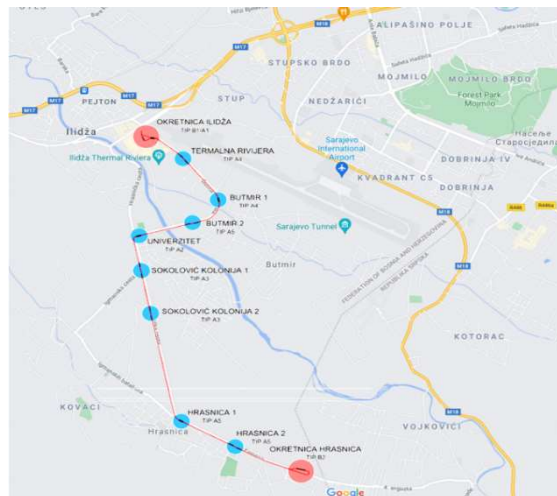 ALIPAŠINO POLJE
STUPSKO BRDO
MOJMILO
MOJMILO BRDO
Forest Park
Mojmilo
M17
M18
M17
PEJTON
STUP
NEDŽARIĆI
Ilidža
OKRETNICA ILIDŽA
TIP B1/A1
Ilidža Thermal Riviera
TERMALNA RIVIJERA
TIP A4
Sarajevo
International
Airport
KVADRANT C5
DOBRINJA IV
DOBRINJA
BUTMIR 1
TIP A4
BUTMIR 2
TIP A5
Sarajevo Tunnel
UNIVERZITET
TIP A2
Butmir
FEDERATION OF BOSNIA AND HERZEGOVINA
REPUBLIKA SRPSKA
M18
SOKOLOVIĆ KOLONIJA 1
TIP A3
SOKOLOVIĆ KOLONIJA 2
TIP A3
KOTORAC
KOVAČI
HRASNICA 1
TIP A5
Hrasnica
HRASNICA 2
TIP A5
VOJKOVIĆI
OKRETNICA HRASNICA
TIP B2
M18
Google